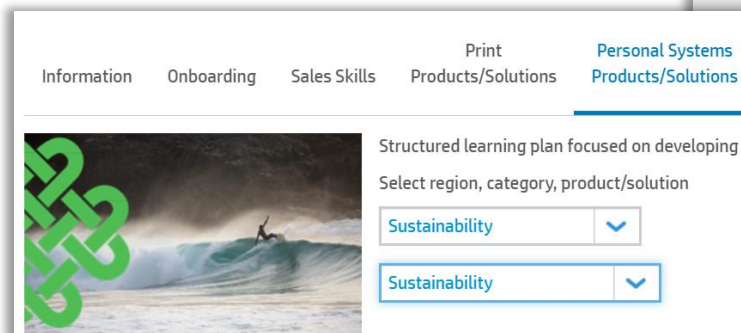 Information
Onboarding
Sales Skills
Print
Products/Solutions
Personal Systems
Products/Solutions
Structured learning plan focused on developing
Select region, category, product/solution
Sustainability
Sustainability